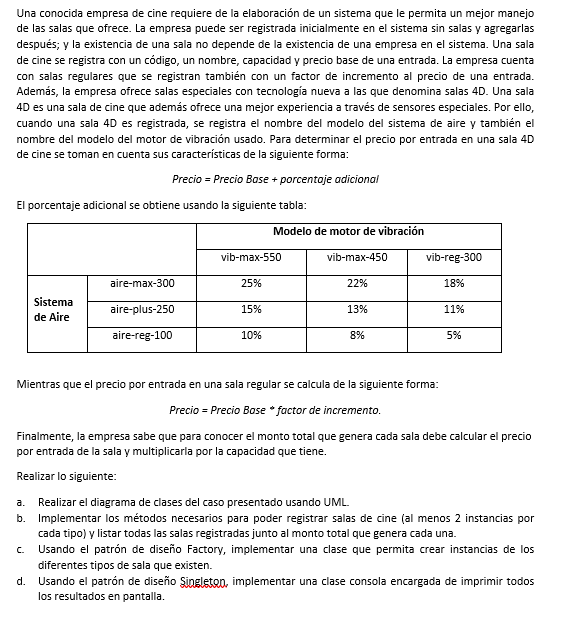 Una conocida empresa de cine requiere de la elaboración de un sistema que le permita un mejor manejo
de las salas que ofrece. La empresa puede ser registrada inicialmente en el sistema sin salas y agregarlas
después; y la existencia de una sala no depende de la existencia de una empresa en el sistema. Una sala
de cine se registra con un código, un nombre, capacidad y precio base de una entrada. La empresa cuenta
con salas regulares que se registran también con un factor de incremento al precio de una entrada.
Además, la empresa ofrece salas especiales con tecnología nueva a las que denomina salas 4D. Una sala
4D es una sala de cine que además ofrece una mejor experiencia a través de sensores especiales. Por ello,
cuando una sala 4D es registrada, se registra el nombre del modelo del sistema de aire y también el
nombre del modelo del motor de vibración usado. Para determinar el precio por entrada en una sala 4D
de cine se toman en cuenta sus características de la siguiente forma:
Precio = Precio Base + porcentaje adicional
El porcentaje adicional se obtiene usando la siguiente tabla:
Modelo de motor de vibración
vib-max-550 vib-max-450 vib-reg-300
Sistema de Aire
aire-max-300 25% 22% 18%
aire-plus-250 15% 13% 11%
aire-reg-100 10% 8% 5%
Mientras que el precio por entrada en una sala regular se calcula de la siguiente forma:
Precio = Precio Base * factor de incremento.
Finalmente, la empresa sabe que para conocer el monto total que genera cada sala debe calcular el precio
por entrada de la sala y multiplicarla por la capacidad que tiene.
Realizar lo siguiente:
a. Realizar el diagrama de clases del caso presentado usando UML.
b. Implementar los métodos necesarios para poder registrar salas de cine (al menos 2 instancias por
cada tipo) y listar todas las salas registradas junto al monto total que genera cada una.
c. Usando el patrón de diseño Factory, implementar una clase que permita crear instancias de los
diferentes tipos de sala que existen.
d. Usando el patrón de diseño Singleton, implementar una clase consola encargada de imprimir todos
los resultados en pantalla.